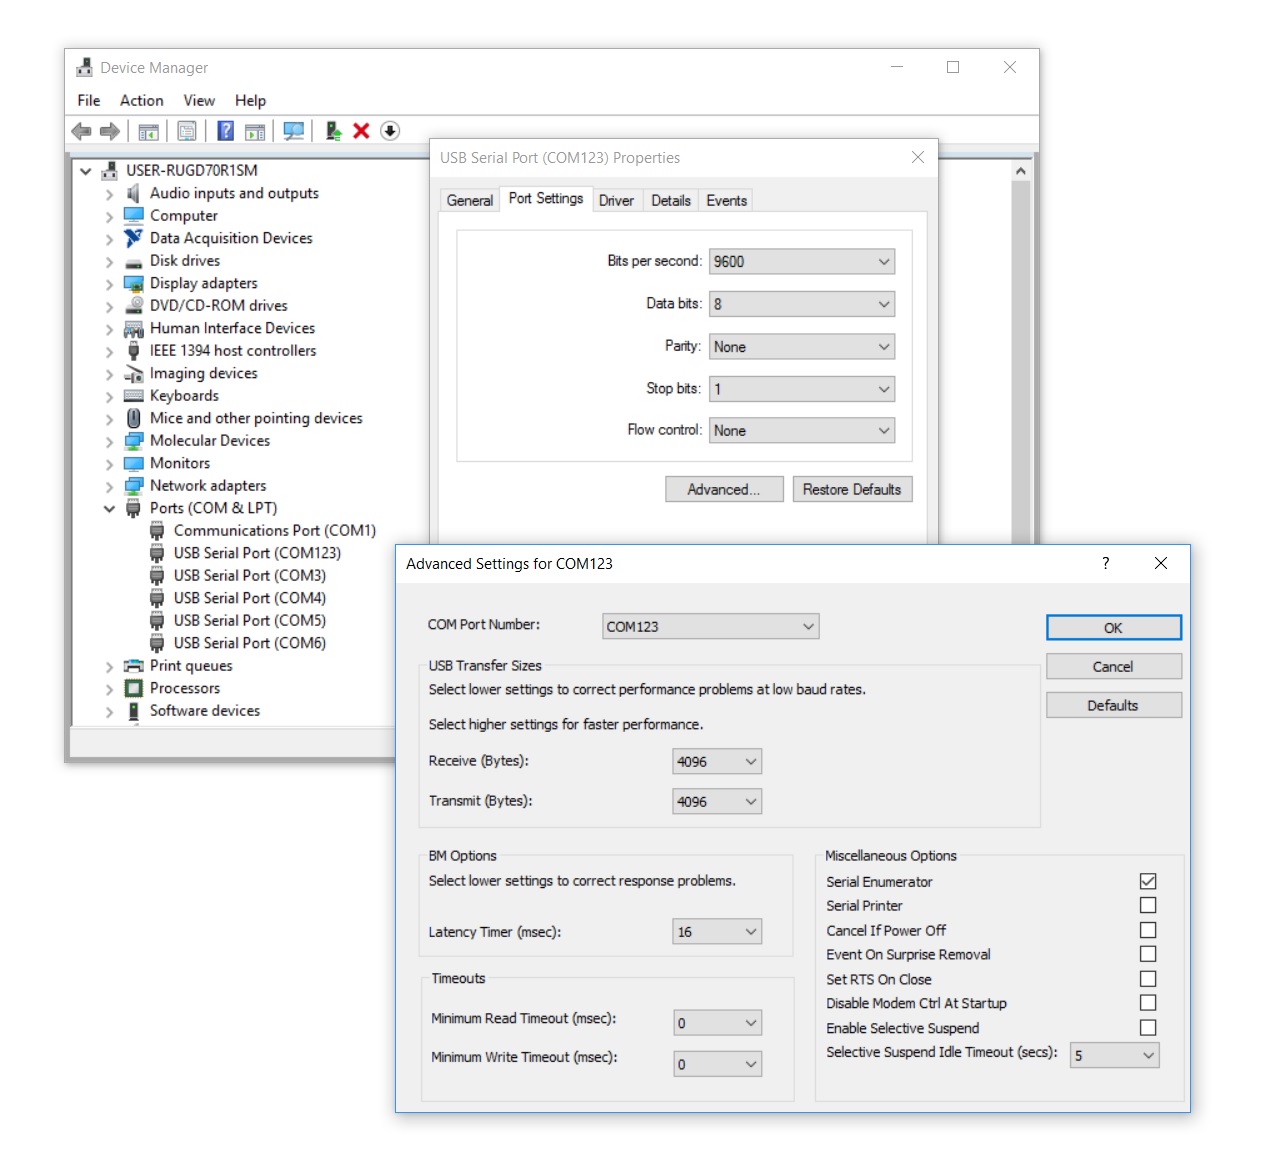 Device Manager
File Action View Help
USER-RUGD70R1SM
Audio inputs and outputs
Computer
Data Acquisition Devices
Disk drives
Display adapters
DVD/CD-ROM drives
Human Interface Devices
IEEE 1394 host controllers
Imaging devices
Keyboards
Mice and other pointing devices
Molecular Devices
Monitors
Network adapters
Ports (COM & LPT)
Communications Port (COM1)
USB Serial Port (COM123)
USB Serial Port (COM3)
USB Serial Port (COM4)
USB Serial Port (COM5)
USB Serial Port (COM6)
Print queues
Processors
Software devices
USB Serial Port (COM123) Properties
General Port Settings Driver Details Events
Bits per second: 9600
Data bits: 8
Parity: None
Stop bits: 1
Flow control: None
Advanced... Restore Defaults
Advanced Settings for COM123 ?
COM Port Number: COM123
OK
USB Transfer Sizes
Cancel
Select lower settings to correct performance problems at low baud rates.
Defaults
Select higher settings for faster performance.
Receive (Bytes): 4096
Transmit (Bytes): 4096
BM Options
Select lower settings to correct response problems.
Latency Timer (msec): 16
Timeouts
Minimum Read Timeout (msec): 0
Minimum Write Timeout (msec): 0
Miscellaneous Options
Serial Enumerator
Serial Printer
Cancel If Power Off
Event On Surprise Removal
Set RTS On Close
Disable Modem Ctrl At Startup
Enable Selective Suspend
Selective Suspend Idle Timeout (secs): 5